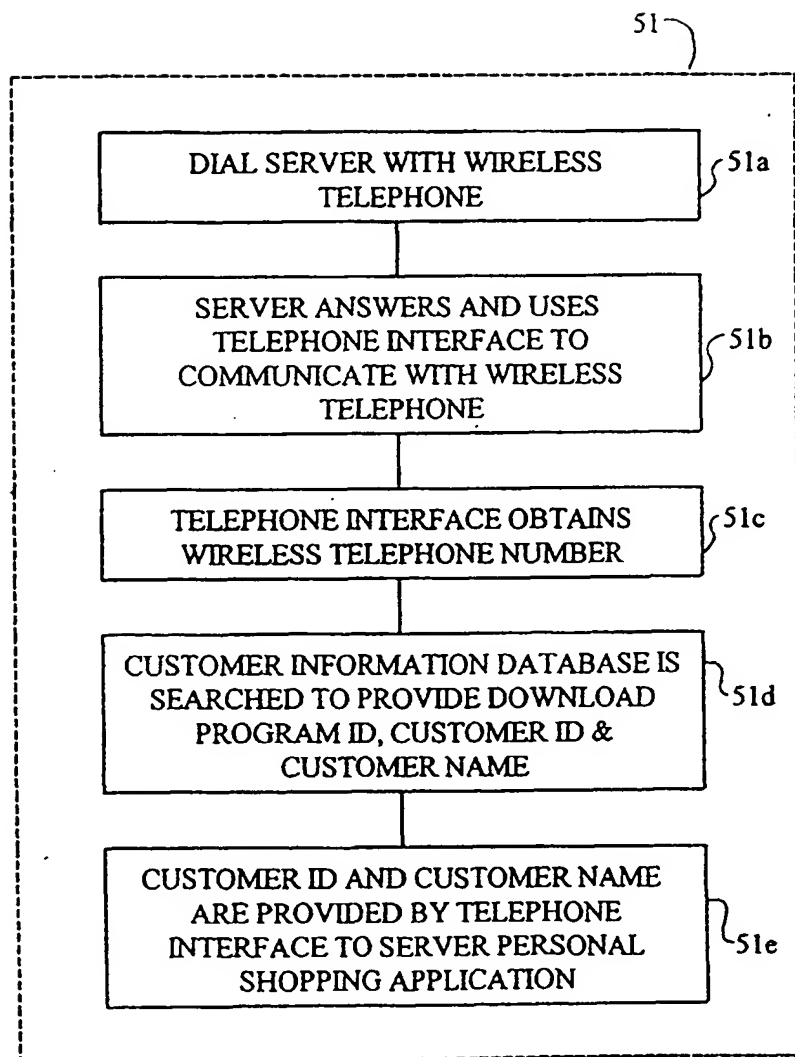 51
DIAL SERVER WITH WIRELESS
TELEPHONE
51a
SERVER ANSWERS AND USES
TELEPHONE INTERFACE TO
COMMUNICATE WITH WIRELESS
TELEPHONE
51b
TELEPHONE INTERFACE OBTAINS
WIRELESS TELEPHONE NUMBER
51c
CUSTOMER INFORMATION DATABASE IS
SEARCHED TO PROVIDE DOWNLOAD
PROGRAM ID, CUSTOMER ID &
CUSTOMER NAME
51d
CUSTOMER ID AND CUSTOMER NAME
ARE PROVIDED BY TELEPHONE
INTERFACE TO SERVER PERSONAL
SHOPPING APPLICATION
51e